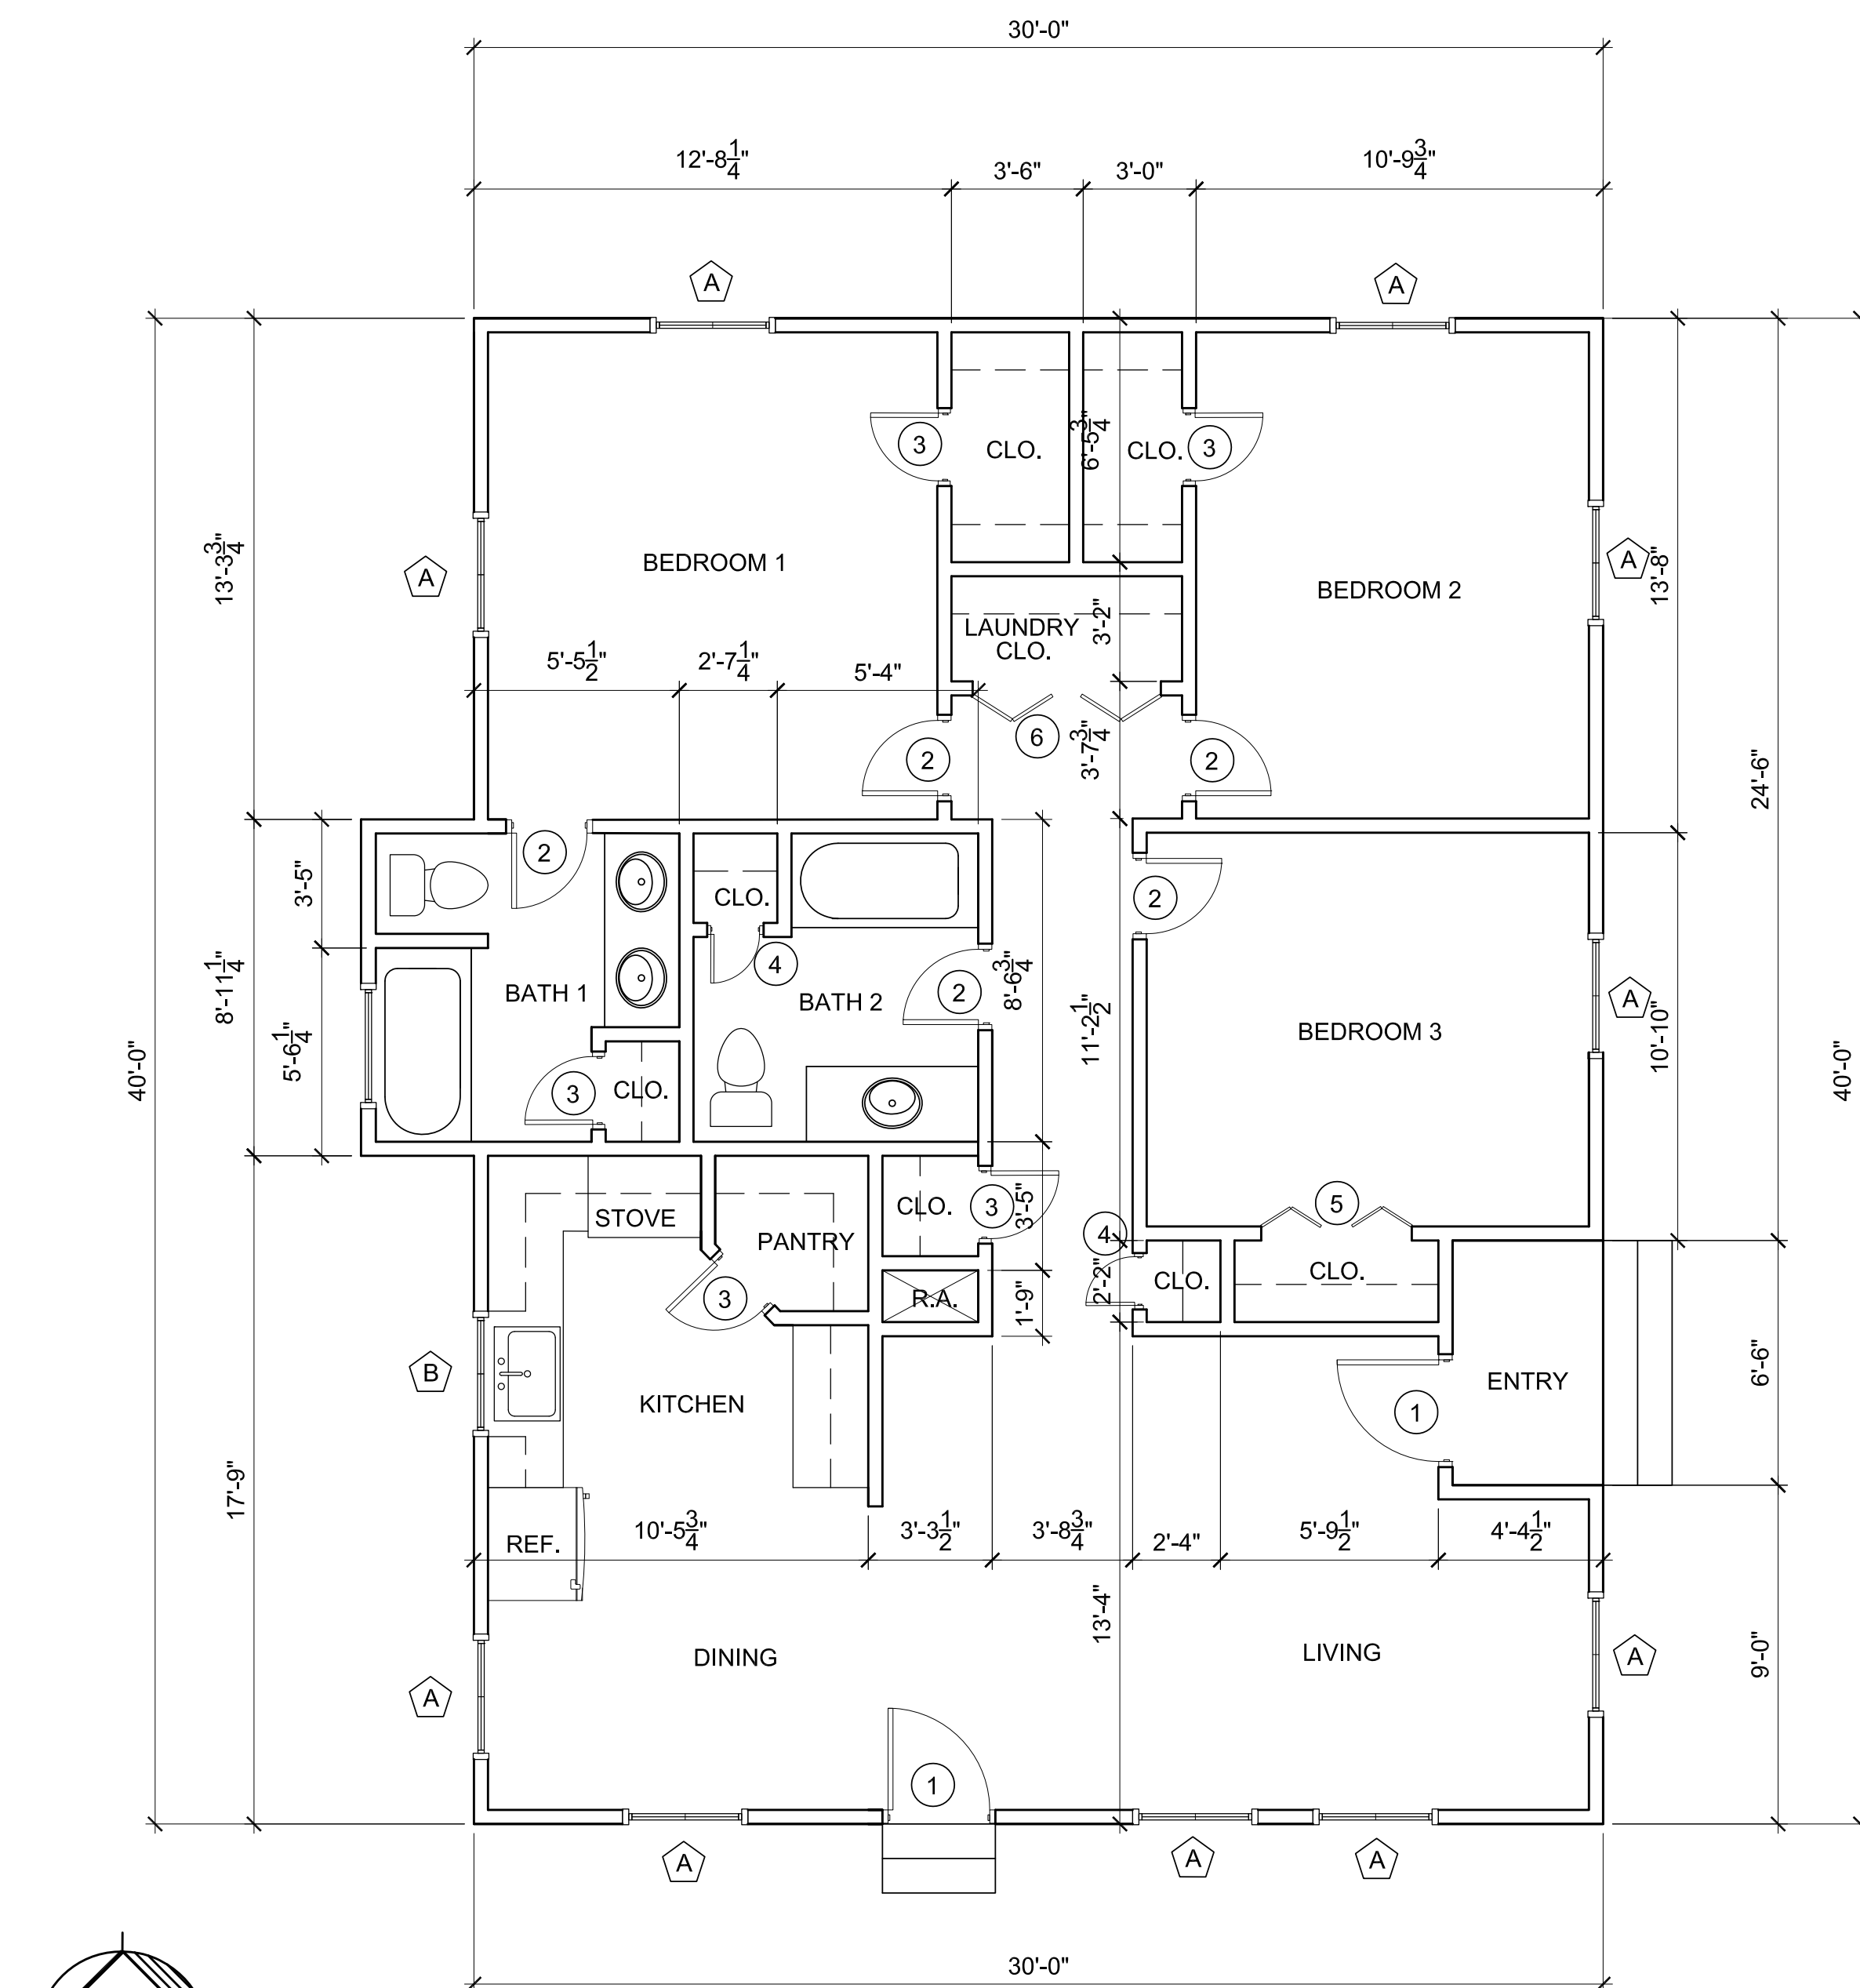 30'-0"
12'-8 1/4"
3'-6"
3'-0"
10'-9 3/4"
A
A
3
CLO.
6'-5 3/4"
CLO.
3
13'-3 3/4"
A
BEDROOM 1
A
13'-8"
BEDROOM 2
LAUNDRY
CLO.
3'-2"
5'-5 1/2"
2'-7 1/4"
5'-4"
6
3'-7 3/4"
2
2
24'-6"
2
3'-5"
CLO.
2
4
8'-11 1/4"
BATH 1
BATH 2
2
8'-6 3/4"
A
5'-6 1/4"
11'-2 1/2"
BEDROOM 3
10'-10"
40'-0"
40'-0"
3
CLO.
STOVE
PANTRY
CLO.
3
3'-5"
4
5
3
R.A.
1'-9"
2'-2"
CLO.
CLO.
B
KITCHEN
ENTRY
6'-6"
1
17'-9"
REF.
10'-5 3/4"
3'-3 1/2"
3'-8 3/4"
2'-4"
5'-9 1/2"
4'-4 1/2"
13'-4"
A
DINING
LIVING
A
9'-0"
1
A
A
A
30'-0"